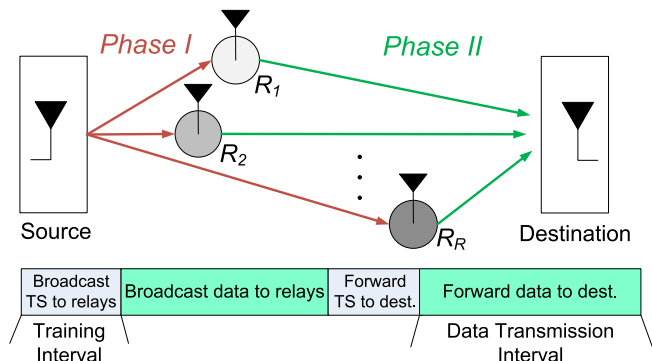 Phase I
Phase II
R1
R2
RR
Source
Destination
Broadcast TS to relays
Broadcast data to relays
Forward TS to dest.
Forward data to dest.
Training Interval
Data Transmission Interval